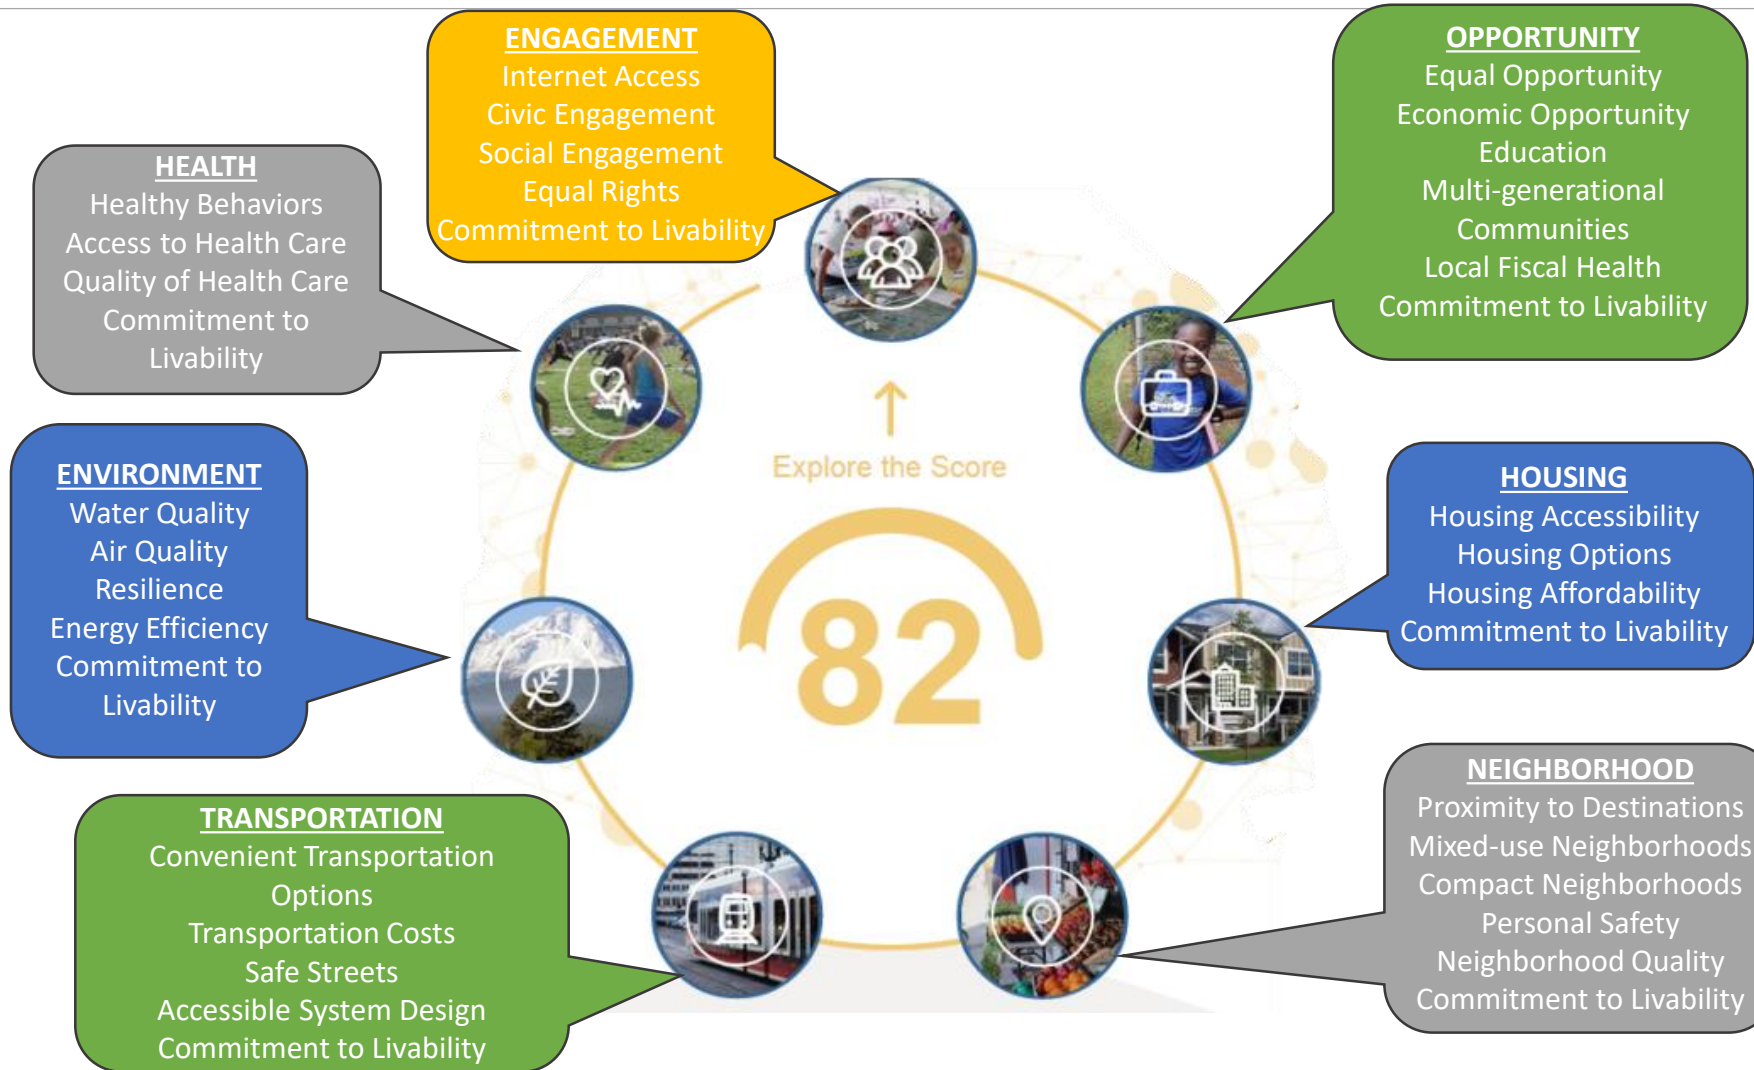 ENGAGEMENT
Internet Access
Civic Engagement
Social Engagement
Equal Rights
Commitment to Livability
OPPORTUNITY
Equal Opportunity
Economic Opportunity
Education
Multi-generational
Communities
Local Fiscal Health
Commitment to Livability
HEALTH
Healthy Behaviors
Access to Health Care
Quality of Health Care
Commitment to
Livability
Explore the Score
82
ENVIRONMENT
Water Quality
Air Quality
Resilience
Energy Efficiency
Commitment to
Livability
HOUSING
Housing Accessibility
Housing Options
Housing Affordability
Commitment to Livability
TRANSPORTATION
Convenient Transportation
Options
Transportation Costs
Safe Streets
Accessible System Design
Commitment to Livability
NEIGHBORHOOD
Proximity to Destinations
Mixed-use Neighborhoods
Compact Neighborhoods
Personal Safety
Neighborhood Quality
Commitment to Livability